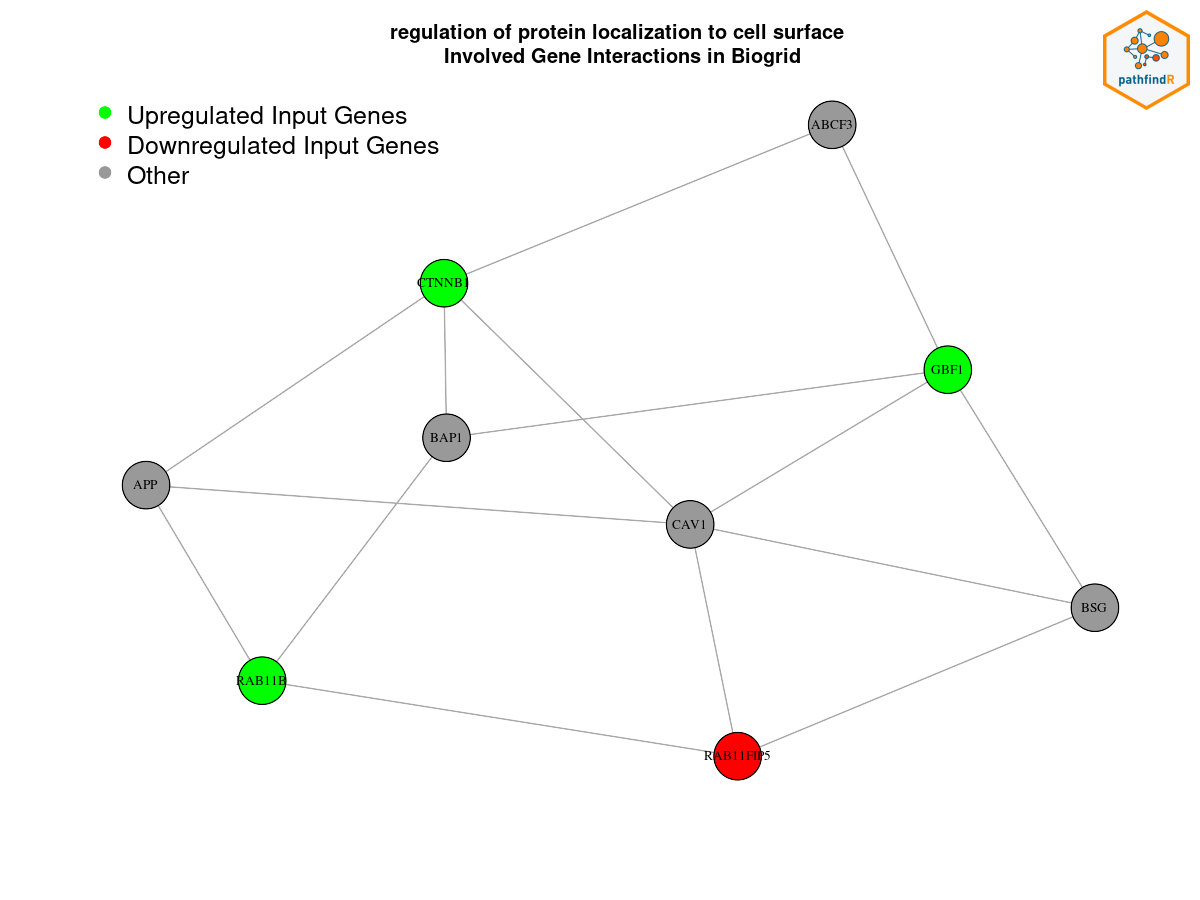 regulation of protein localization to cell surface
Involved Gene Interactions in Biogrid
pathfindR
Upregulated Input Genes
Downregulated Input Genes
Other
ABCF3
CTNNB1
GBF1
BAP1
APP
CAV1
BSG
RAB11B
RAB11FIP5